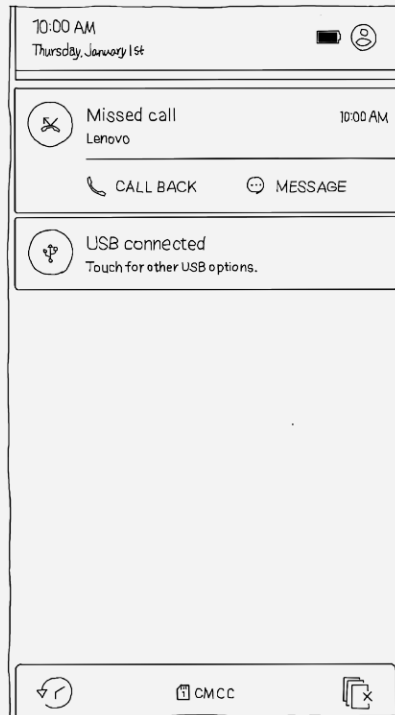 10:00 AM
Thursday, January 1st
Missed call
10:00 AM
Lenovo
CALL BACK
MESSAGE
USB connected
Touch for other USB options.
1 CMCC